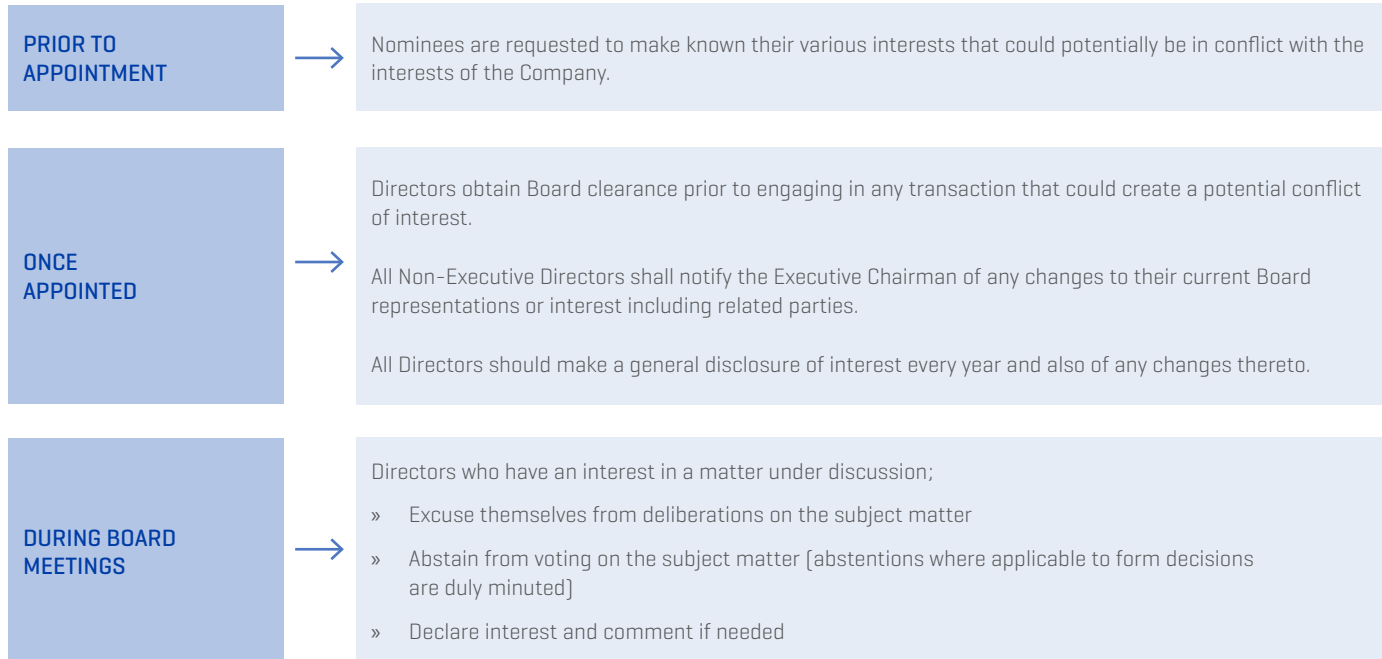 PRIOR TO
APPOINTMENT
Nominees are requested to make known their various interests that could potentially be in conflict with the
interests of the Company.
ONCE
APPOINTED
Directors obtain Board clearance prior to engaging in any transaction that could create a potential conflict
of interest.
All Non-Executive Directors shall notify the Executive Chairman of any changes to their current Board
representations or interest including related parties.
All Directors should make a general disclosure of interest every year and also of any changes thereto.
DURING BOARD
MEETINGS
Directors who have an interest in a matter under discussion;
» Excuse themselves from deliberations on the subject matter
» Abstain from voting on the subject matter (abstentions where applicable to form decisions
are duly minuted)
» Declare interest and comment if needed